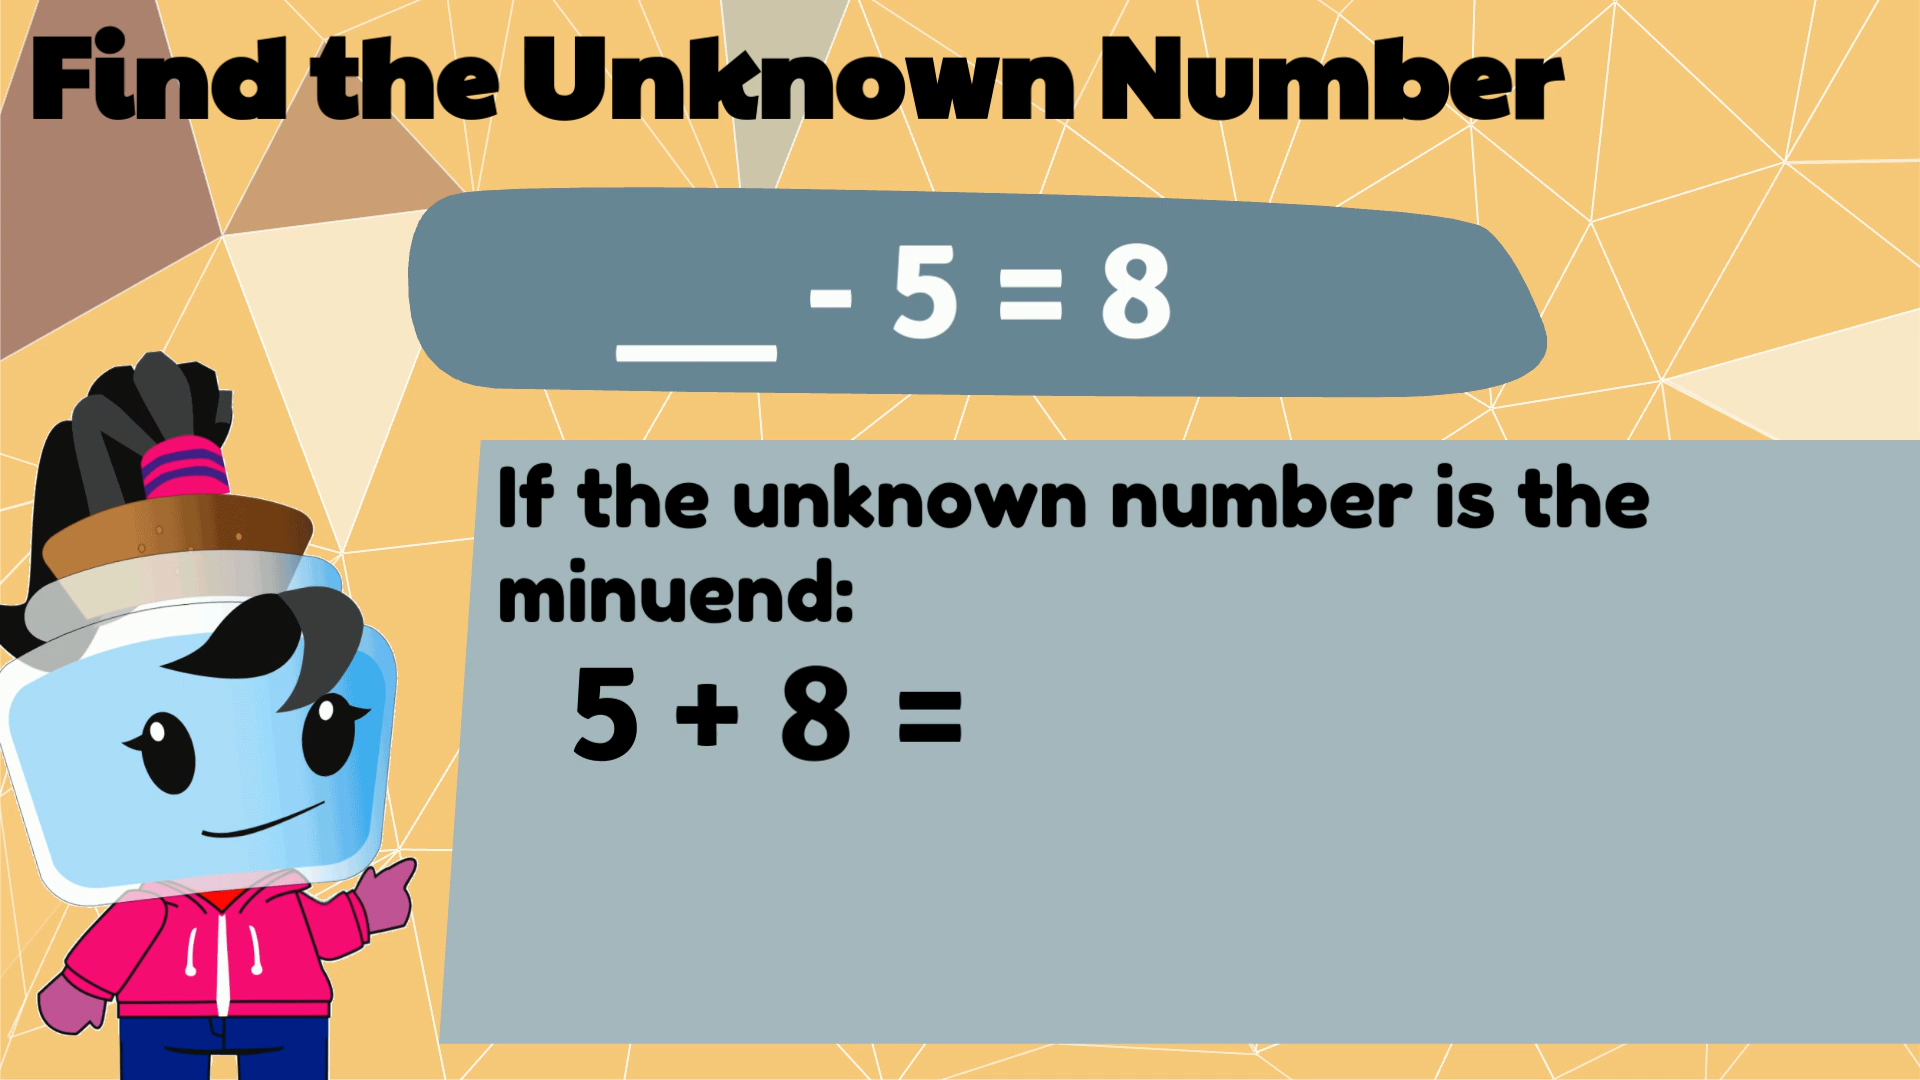 Find the Unknown Number
___ - 5 = 8
If the unknown number is the
minuend:
5 + 8 =